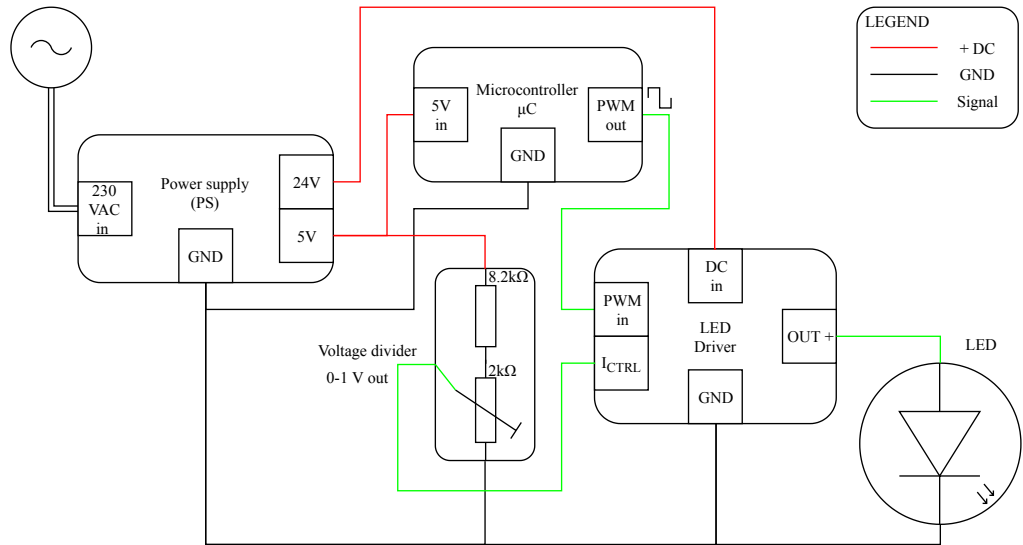 LEGEND
+ DC
GND
Signal
Microcontroller
μC
5V
in
PWM
out
GND
Power supply
(PS)
230
VAC
in
24V
5V
GND
8.2kΩ
2kΩ
Voltage divider
0-1 V out
DC
in
PWM
in
I_CTRL
LED
Driver
OUT +
GND
LED